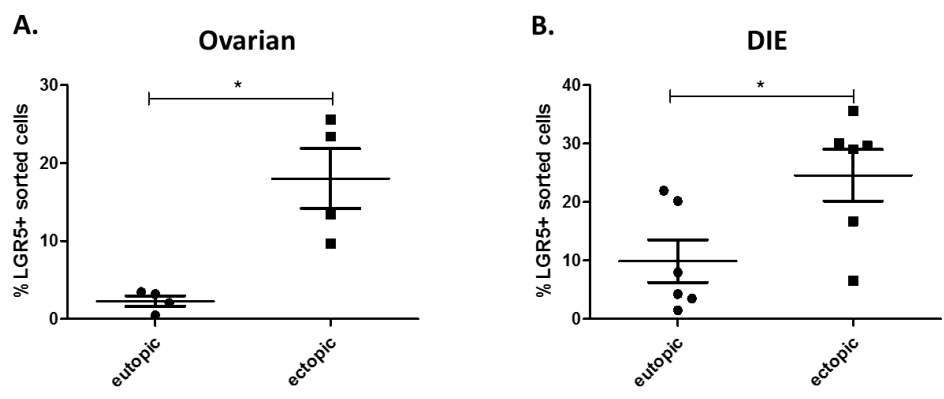 A.
Ovarian
% LGR5+ sorted cells
30
20
10
0
*
eutopic
ectopic
B.
DIE
% LGR5+ sorted cells
40
30
20
10
0
*
eutopic
ectopic